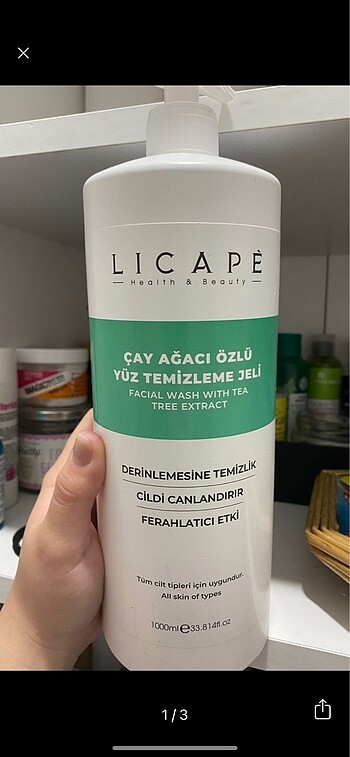 LICAPÈ
Health & Beauty
ÇAY AĞACI ÖZLÜ
YÜZ TEMİZLEME JELİ
FACIAL WASH WITH TEA
TREE EXTRACT
DERİNLEMESİNE TEMİZLİK
CİLDİ CANLANDIRIR
FERAHLATICI ETKİ
Tüm cilt tipleri için uygundur.
All skin of types
1000ml℮33.814fl.oz
1/3